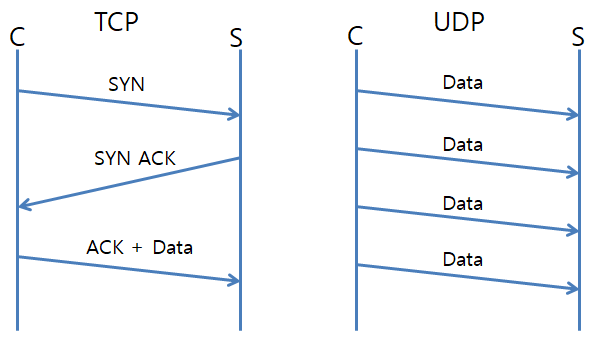 TCP
C
S
SYN
SYN ACK
ACK + Data
UDP
C
S
Data
Data
Data
Data